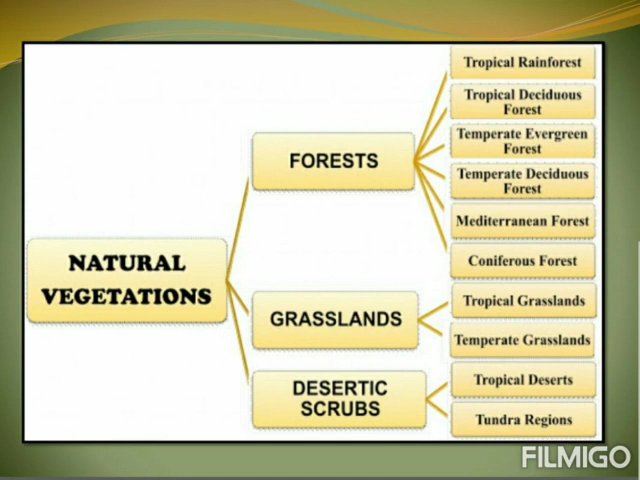 Tropical Rainforest
Tropical Deciduous
Forest
Temperate Evergreen
Forest
FORESTS
Temperate Deciduous
Forest
Mediterranean Forest
Coniferous Forest
NATURAL
VEGETATIONS
GRASSLANDS
Tropical Grasslands
Temperate Grasslands
DESERTIC
SCRUBS
Tropical Deserts
Tundra Regions
FILMIGO